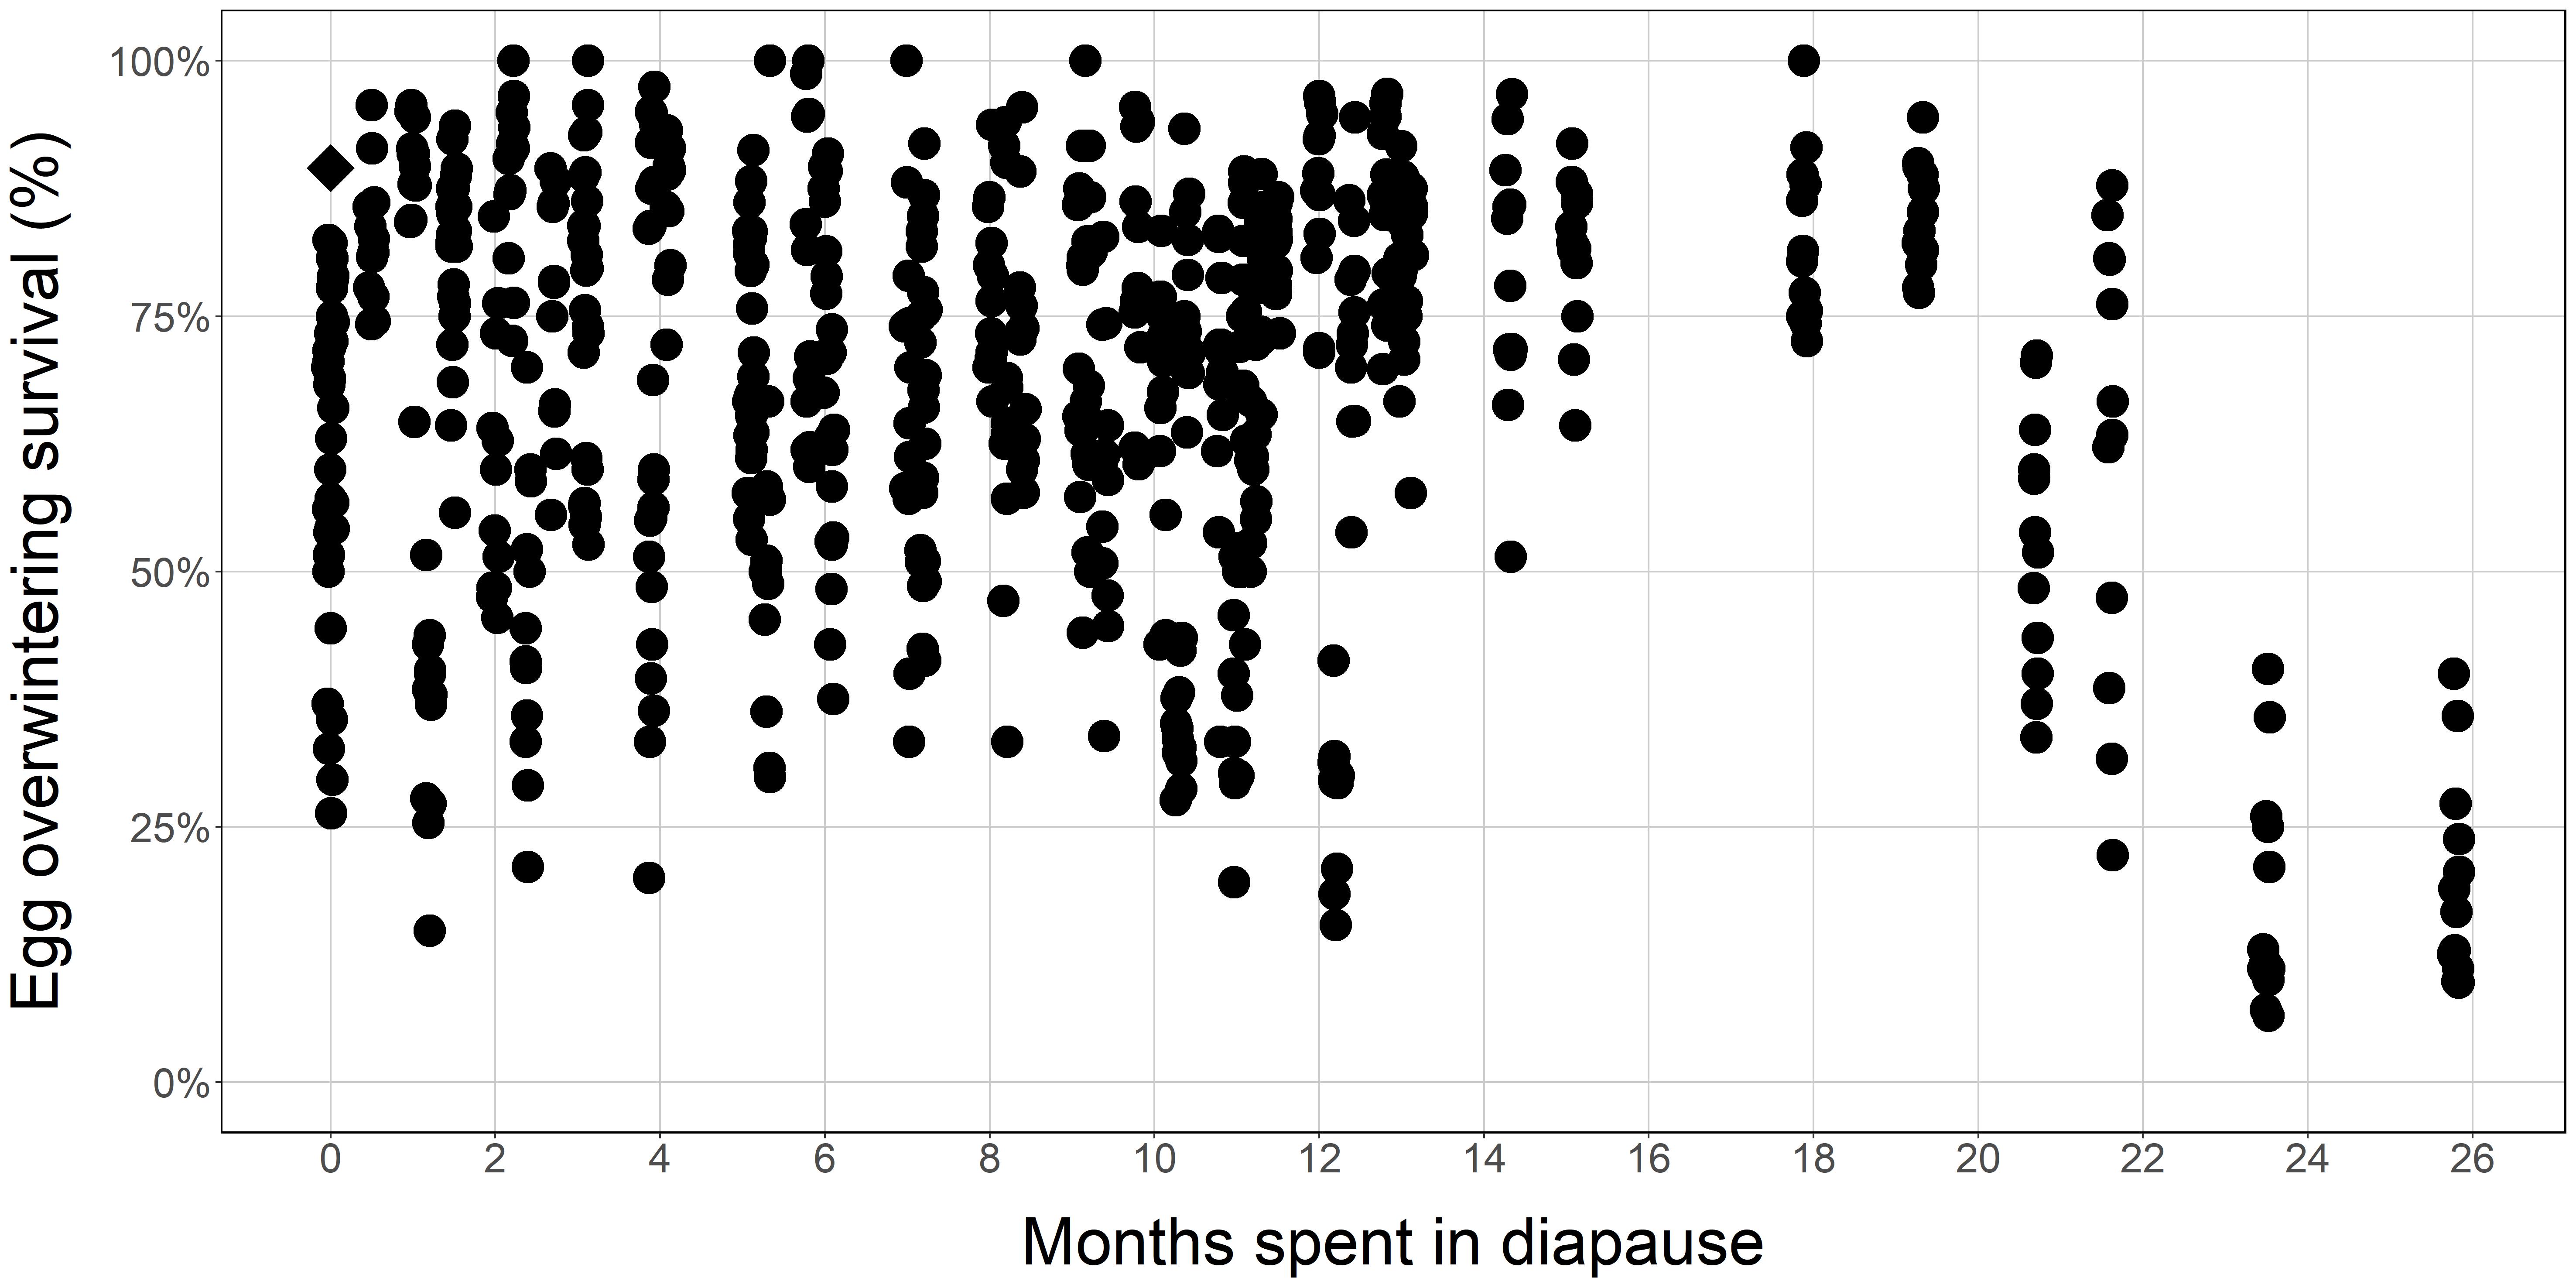 Egg overwintering survival (%)
100%
75%
50%
25%
0%
0 2 4 6 8 10 12 14 16 18 20 22 24 26
Months spent in diapause